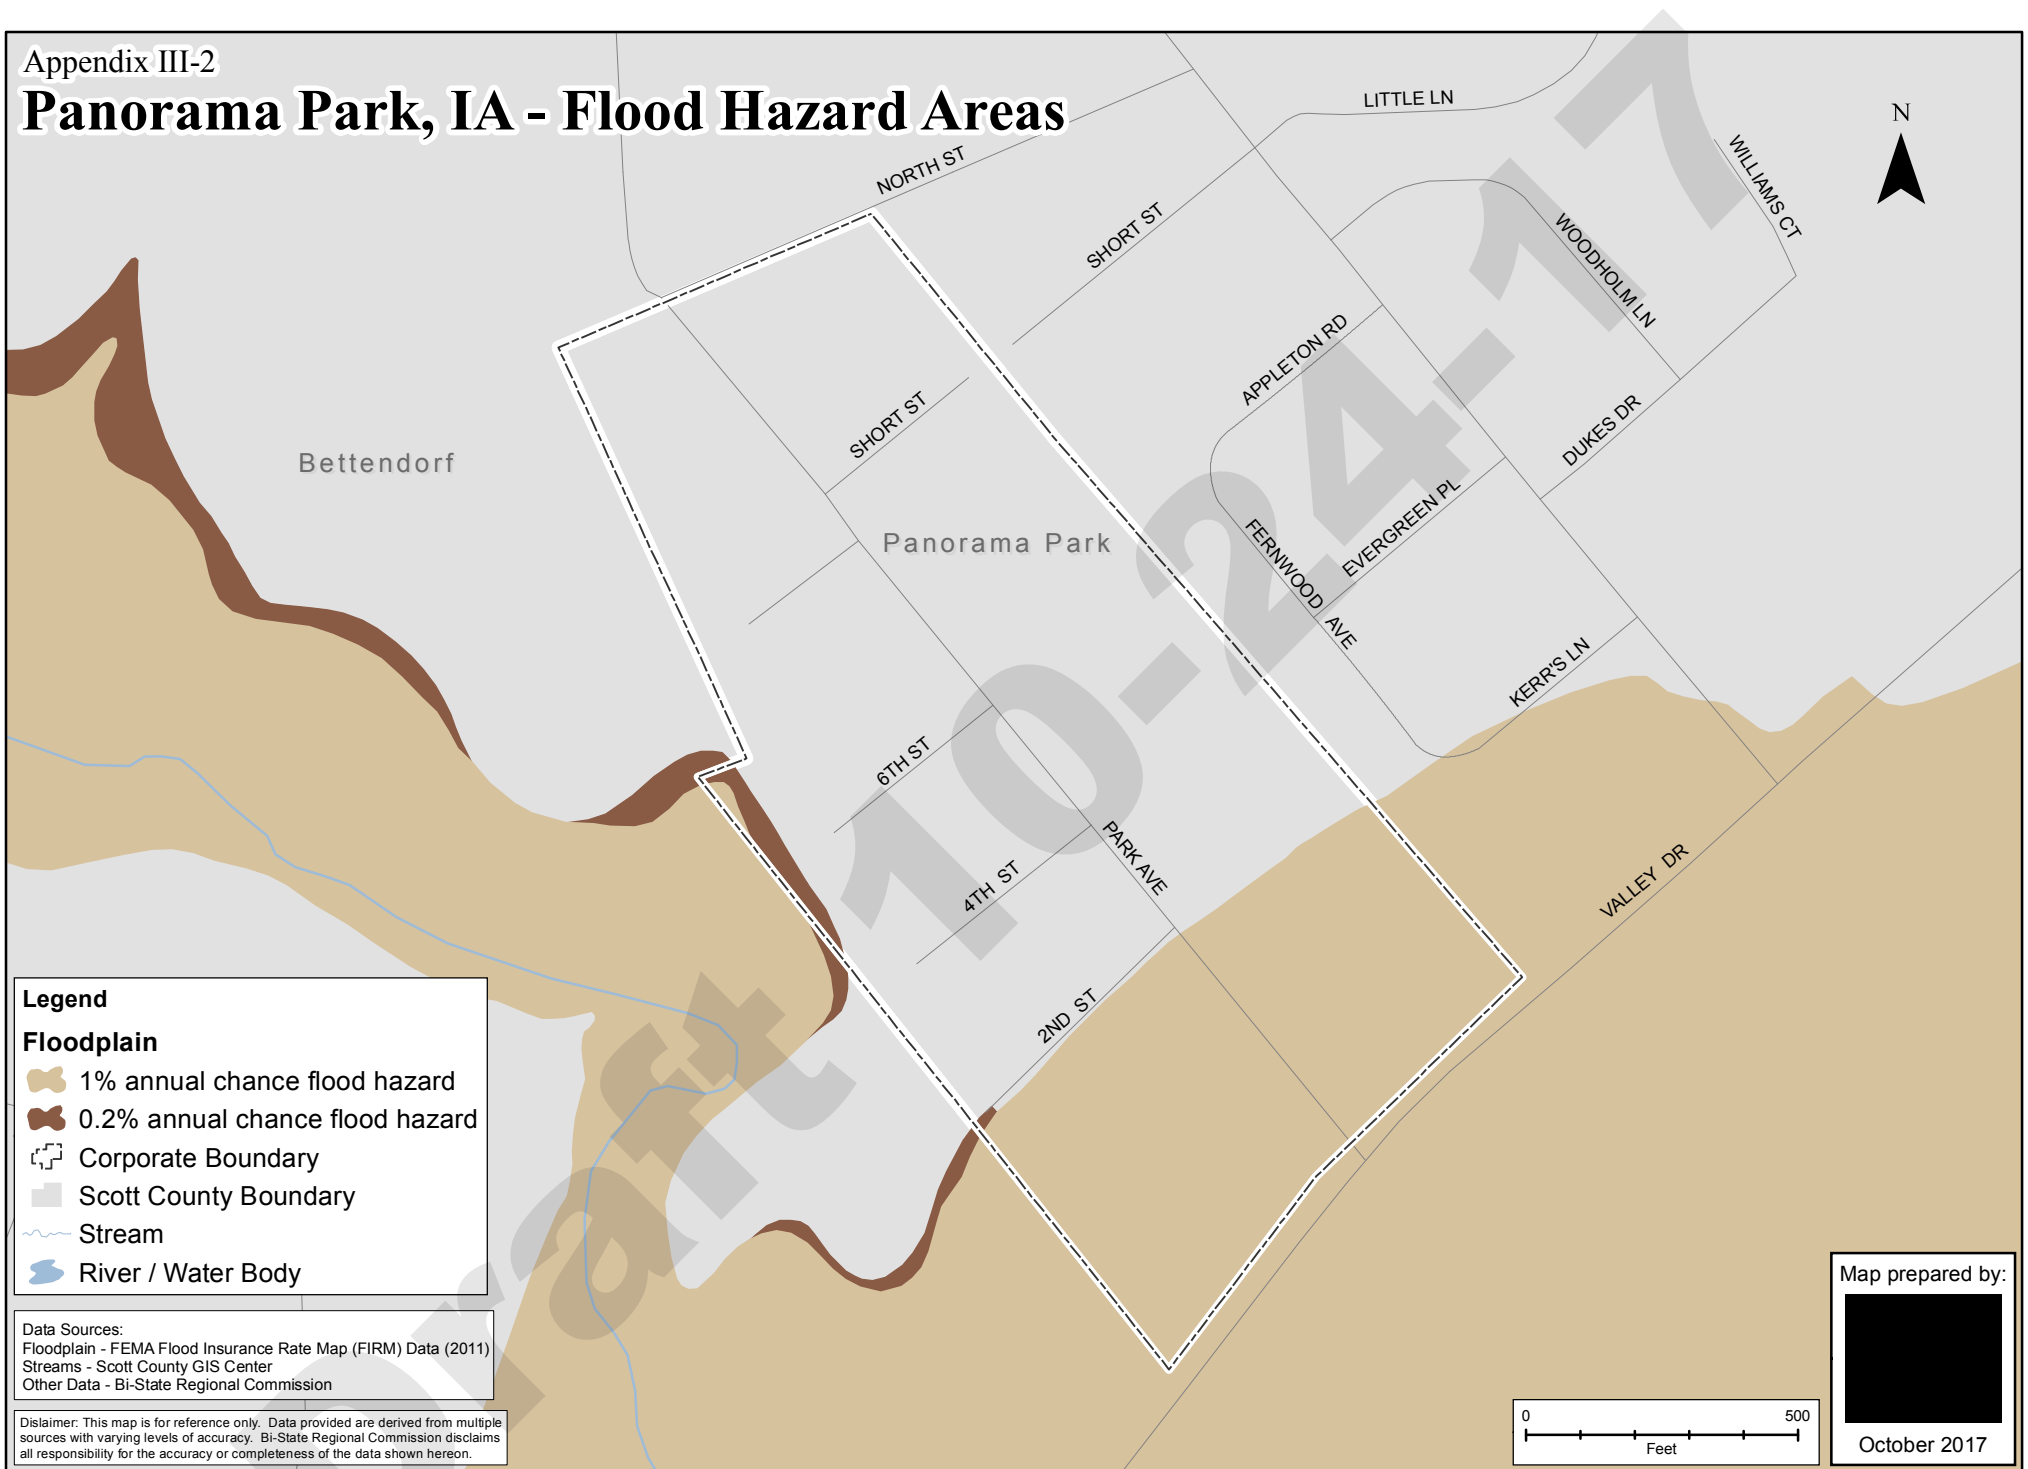 Appendix III-2
Panorama Park, IA - Flood Hazard Areas
N
LITTLE LN
NORTH ST
WILLIAMS CT
SHORT ST
WOODHOLM LN
APPLETON RD
SHORT ST
DUKES DR
Bettendorf
EVERGREEN PL
Panorama Park
FERNWOOD AVE
KERR'S LN
6TH ST
PARK AVE
4TH ST
VALLEY DR
2ND ST
Draft 10-24-17
Legend
Floodplain
1% annual chance flood hazard
0.2% annual chance flood hazard
Corporate Boundary
Scott County Boundary
Stream
River / Water Body
Data Sources:
Floodplain - FEMA Flood Insurance Rate Map (FIRM) Data (2011)
Streams - Scott County GIS Center
Other Data - Bi-State Regional Commission
Dislaimer: This map is for reference only. Data provided are derived from multiple
sources with varying levels of accuracy. Bi-State Regional Commission disclaims
all responsibility for the accuracy or completeness of the data shown hereon.
0 500
Feet
Map prepared by:
October 2017